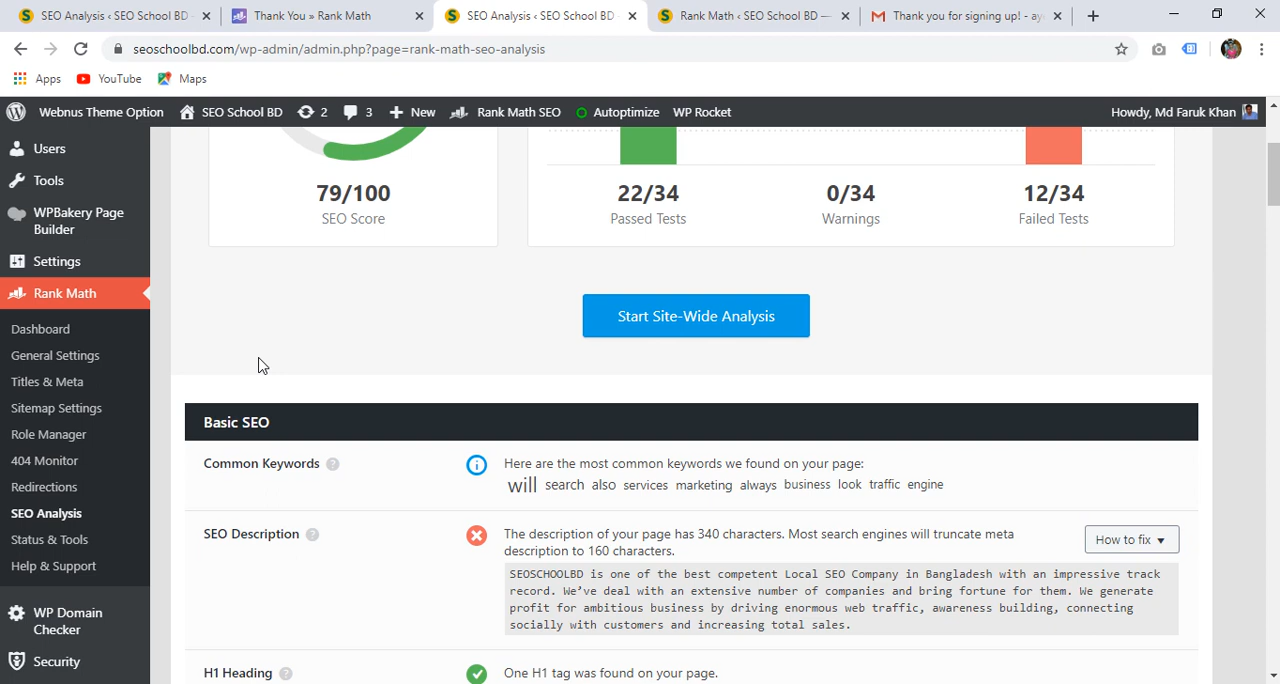 SEO Analysis ‹ SEO School BD -
Thank You » Rank Math
SEO Analysis ‹ SEO School BD -
Rank Math ‹ SEO School BD —
Thank you for signing up! - ay
seoschoolbd.com/wp-admin/admin.php?page=rank-math-seo-analysis
Apps YouTube Maps
Webnus Theme Option SEO School BD 2 3 New Rank Math SEO Autoptimize WP Rocket Howdy, Md Faruk Khan
Users
Tools
WPBakery Page
Builder
Settings
Rank Math
Dashboard
General Settings
Titles & Meta
Sitemap Settings
Role Manager
404 Monitor
Redirections
SEO Analysis
Status & Tools
Help & Support
WP Domain
Checker
Security
79/100
SEO Score
22/34
Passed Tests
0/34
Warnings
12/34
Failed Tests
Start Site-Wide Analysis
Basic SEO
Common Keywords
Here are the most common keywords we found on your page:
will search also services marketing always business look traffic engine
SEO Description
The description of your page has 340 characters. Most search engines will truncate meta
description to 160 characters.
How to fix
SEOSCHOOLBD is one of the best competent Local SEO Company in Bangladesh with an impressive track
record. We've deal with an extensive number of companies and bring fortune for them. We generate
profit for ambitious business by driving enormous web traffic, awareness building, connecting
socially with customers and increasing total sales.
H1 Heading
One H1 tag was found on your page.